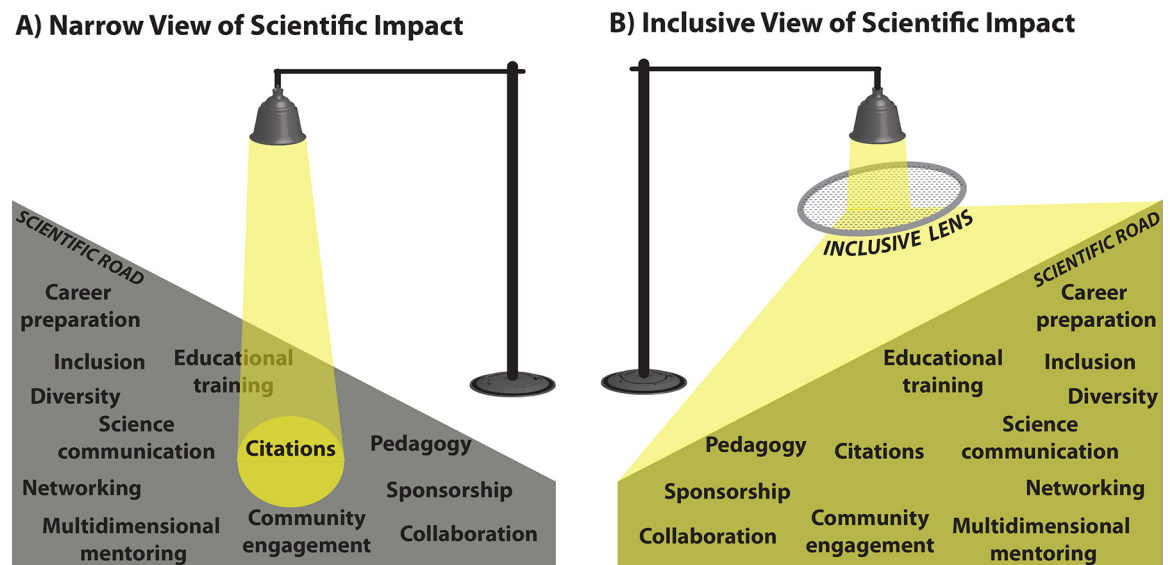 A) Narrow View of Scientific Impact
SCIENTIFIC ROAD
Career
preparation
Inclusion
Educational
training
Diversity
Science
communication
Citations
Pedagogy
Networking
Sponsorship
Multidimensional
mentoring
Community
engagement
Collaboration
B) Inclusive View of Scientific Impact
INCLUSIVE LENS
SCIENTIFIC ROAD
Career
preparation
Educational
training
Inclusion
Diversity
Pedagogy
Citations
Science
communication
Sponsorship
Networking
Collaboration
Community
engagement
Multidimensional
mentoring